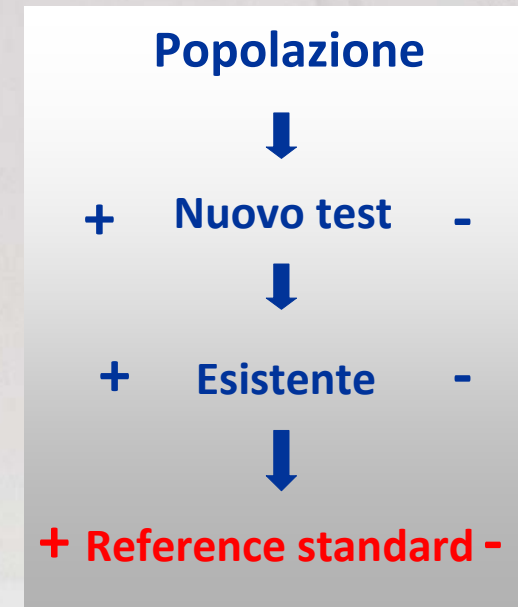 Popolazione
+ Nuovo test -
+ Esistente -
+ Reference standard -